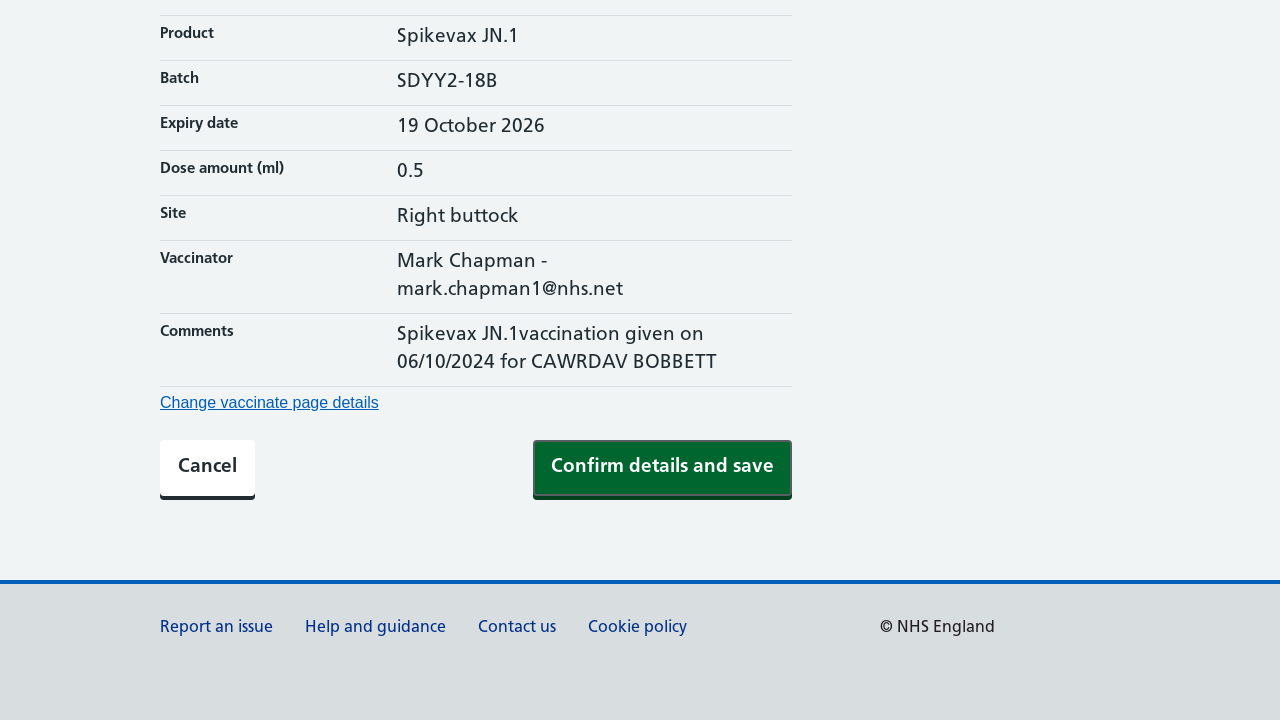 Product
Spikevax JN.1
Batch
SDYY2-18B
Expiry date
19 October 2026
Dose amount (ml)
0.5
Site
Right buttock
Vaccinator
Mark Chapman -
mark.chapman1@nhs.net
Comments
Spikevax JN.1vaccination given on
06/10/2024 for CAWRDAV BOBBETT
Change vaccinate page details
Cancel
Confirm details and save
Report an issue
Help and guidance
Contact us
Cookie policy
© NHS England